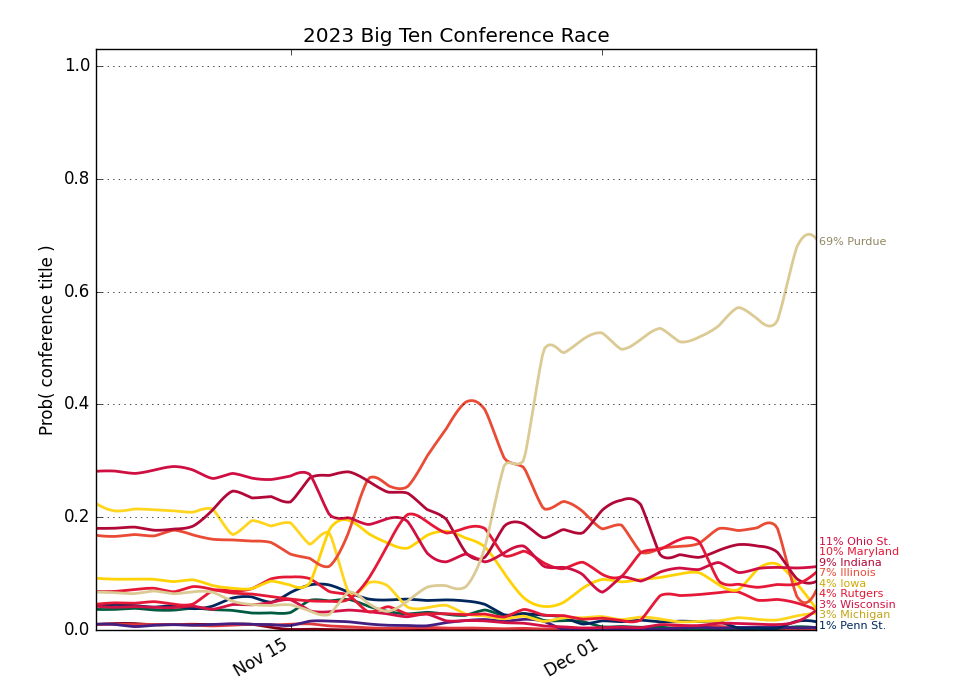 2023 Big Ten Conference Race
Prob( conference title )
1.0
0.8
0.6
0.4
0.2
0.0
Nov 15
Dec 01
69% Purdue
11% Ohio St.
10% Maryland
9% Indiana
7% Illinois
4% Iowa
4% Rutgers
3% Wisconsin
3% Michigan
1% Penn St.